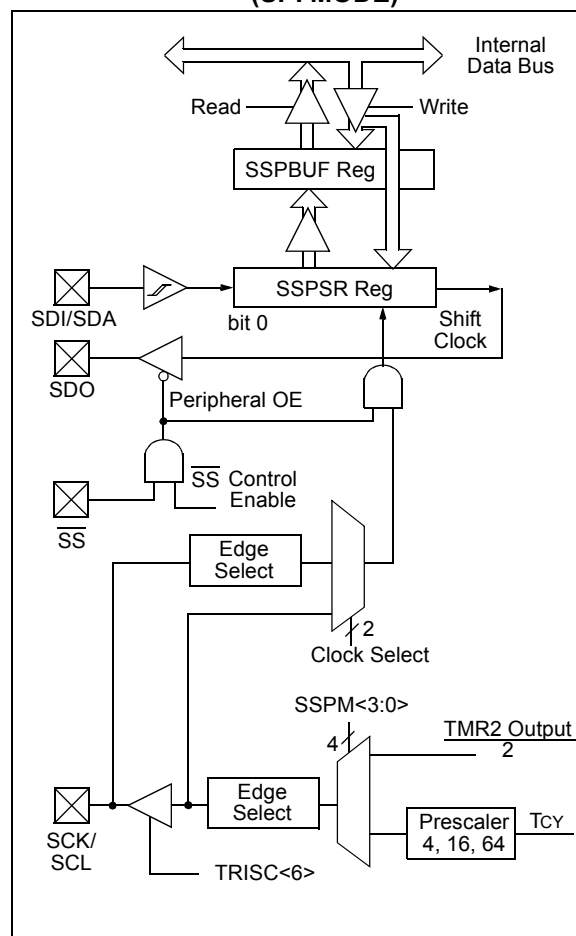 (SPI MODE)
Internal
Data Bus
Read
Write
SSPBUF Reg
SSPSR Reg
SDI/SDA
bit 0
Shift
Clock
SDO
Peripheral OE
SS
SS Control
Enable
Edge
Select
2
Clock Select
SSPM<3:0>
4
TMR2 Output
2
Edge
Select
SCK/
SCL
Prescaler
4, 16, 64
TCY
TRISC<6>